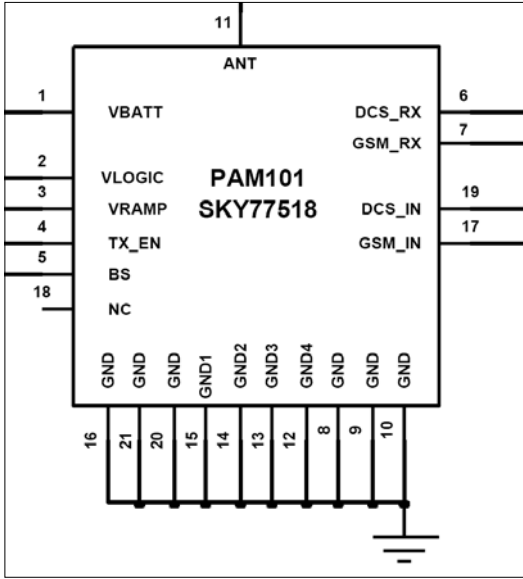 11
ANT
1
VBATT
DCS_RX
6
GSM_RX
7
2
VLOGIC
PAM101
3
VRAMP
SKY77518
DCS_IN
19
4
TX_EN
GSM_IN
17
5
BS
18
NC
GND GND GND GND1 GND2 GND3 GND4 GND GND GND
16 21 20 15 14 13 12 8 9 10